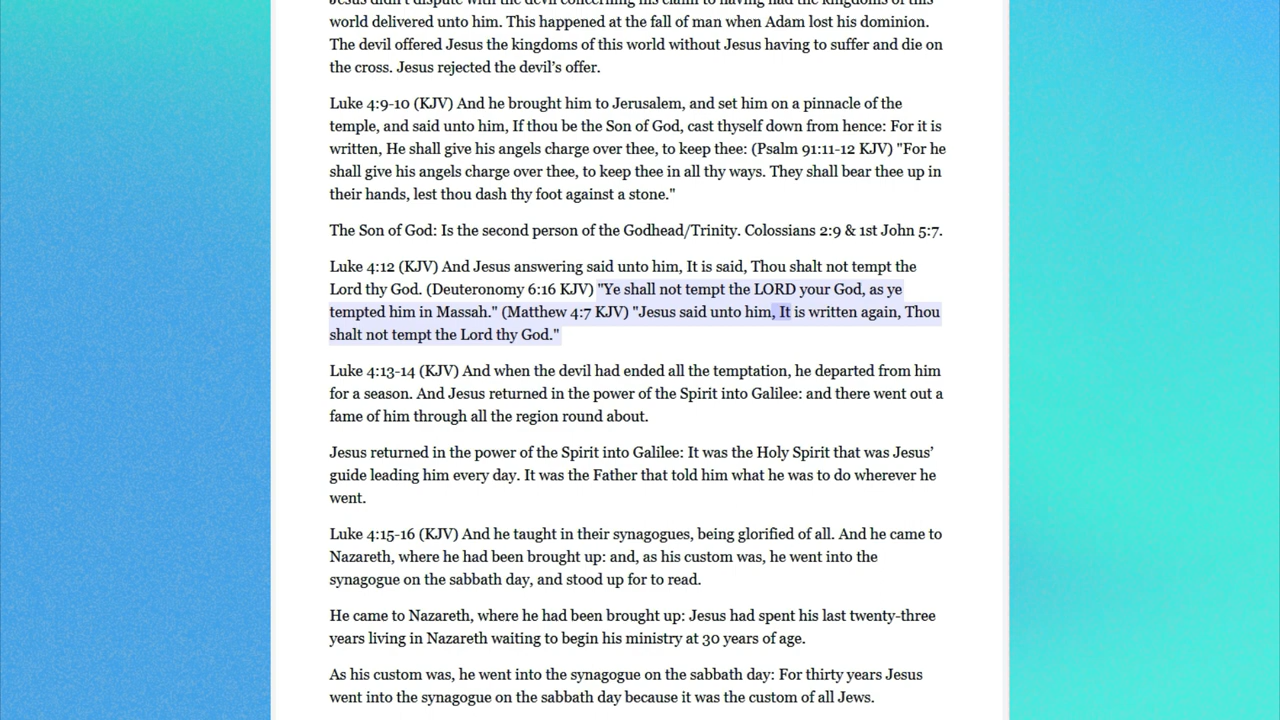 Jesus didn't dispute with the devil concerning his claim to having had the kingdoms of this
world delivered unto him. This happened at the fall of man when Adam lost his dominion.
The devil offered Jesus the kingdoms of this world without Jesus having to suffer and die on
the cross. Jesus rejected the devil’s offer.
Luke 4:9-10 (KJV) And he brought him to Jerusalem, and set him on a pinnacle of the
temple, and said unto him, If thou be the Son of God, cast thyself down from hence: For it is
written, He shall give his angels charge over thee, to keep thee: (Psalm 91:11-12 KJV) "For he
shall give his angels charge over thee, to keep thee in all thy ways. They shall bear thee up in
their hands, lest thou dash thy foot against a stone."
The Son of God: Is the second person of the Godhead/Trinity. Colossians 2:9 & 1st John 5:7.
Luke 4:12 (KJV) And Jesus answering said unto him, It is said, Thou shalt not tempt the
Lord thy God. (Deuteronomy 6:16 KJV) "Ye shall not tempt the LORD your God, as ye
tempted him in Massah." (Matthew 4:7 KJV) "Jesus said unto him, It is written again, Thou
shalt not tempt the Lord thy God."
Luke 4:13-14 (KJV) And when the devil had ended all the temptation, he departed from him
for a season. And Jesus returned in the power of the Spirit into Galilee: and there went out a
fame of him through all the region round about.
Jesus returned in the power of the Spirit into Galilee: It was the Holy Spirit that was Jesus’
guide leading him every day. It was the Father that told him what he was to do wherever he
went.
Luke 4:15-16 (KJV) And he taught in their synagogues, being glorified of all. And he came to
Nazareth, where he had been brought up: and, as his custom was, he went into the
synagogue on the sabbath day, and stood up for to read.
He came to Nazareth, where he had been brought up: Jesus had spent his last twenty-three
years living in Nazareth waiting to begin his ministry at 30 years of age.
As his custom was, he went into the synagogue on the sabbath day: For thirty years Jesus
went into the synagogue on the sabbath day because it was the custom of all Jews.